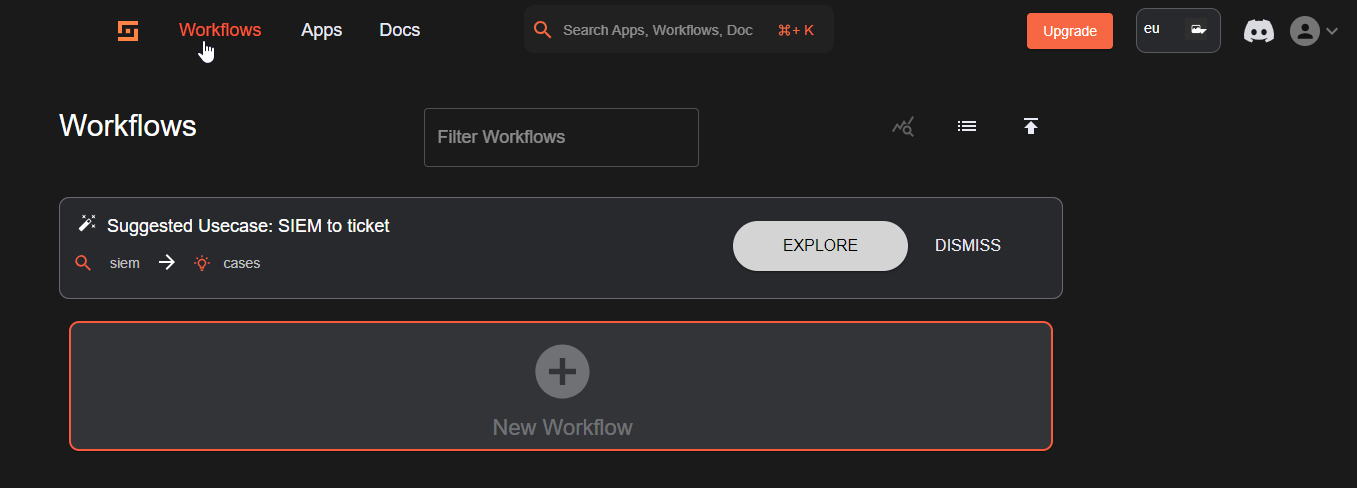 Workflows Apps Docs Search Apps, Workflows, Doc ⌘+ K Upgrade eu
Workflows
Filter Workflows
Suggested Usecase: SIEM to ticket
siem → cases
EXPLORE DISMISS
New Workflow